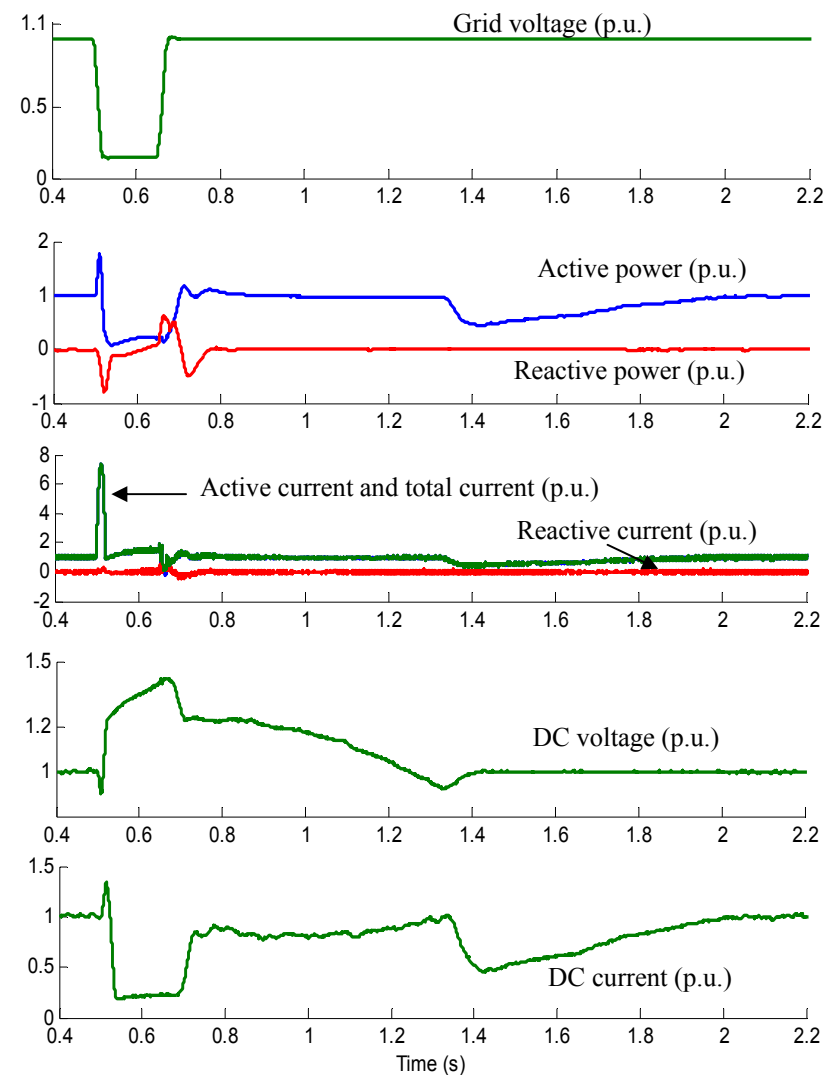 1.1
Grid voltage (p.u.)
0.5
0
0.4 0.6 0.8 1 1.2 1.4 1.6 1.8 2 2.2
2
Active power (p.u.)
1
0
Reactive power (p.u.)
-1
0.4 0.6 0.8 1 1.2 1.4 1.6 1.8 2 2.2
8
6
Active current and total current (p.u.)
4
Reactive current (p.u.)
2
0
-2
0.4 0.6 0.8 1 1.2 1.4 1.6 1.8 2 2.2
1.5
1.2
DC voltage (p.u.)
1
0.4 0.6 0.8 1 1.2 1.4 1.6 1.8 2 2.2
1.5
1
0.5
DC current (p.u.)
0
0.4 0.6 0.8 1 1.2 1.4 1.6 1.8 2 2.2
Time (s)